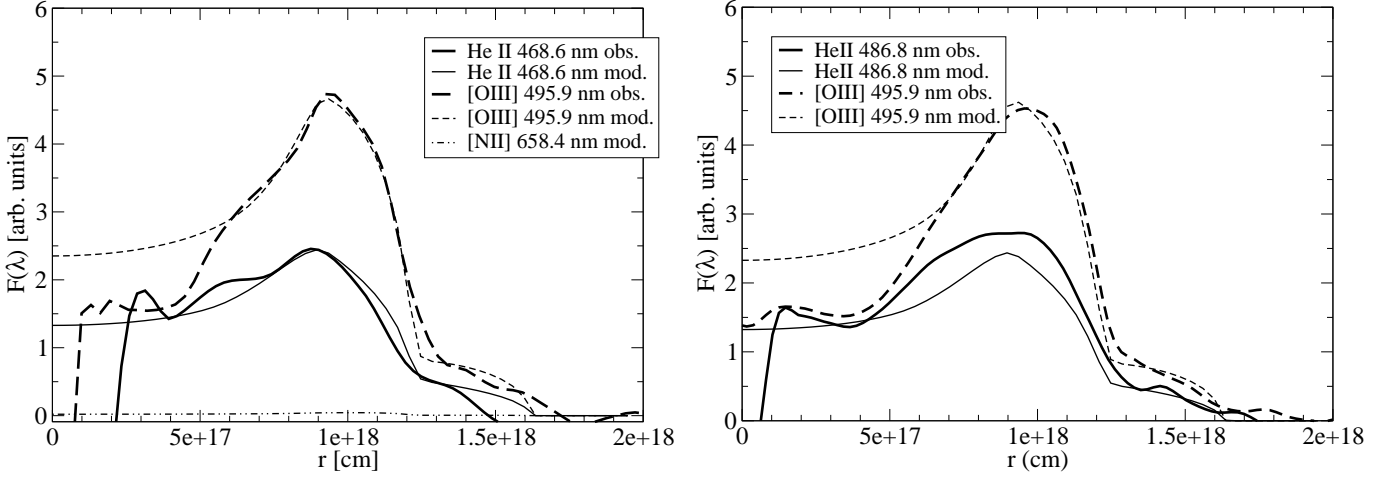 6
5
4
3
2
1
0
F(λ) [arb. units]
He II 468.6 nm obs.
He II 468.6 nm mod.
[OIII] 495.9 nm obs.
[OIII] 495.9 nm mod.
[NII] 658.4 nm mod.
0 5e+17 1e+18 1.5e+18 2e+18
r [cm]
6
5
4
3
2
1
0
F(λ) [arb. units]
HeII 486.8 nm obs.
HeII 486.8 nm mod.
[OIII] 495.9 nm obs.
[OIII] 495.9 nm mod.
0 5e+17 1e+18 1.5e+18 2e+18
r (cm)